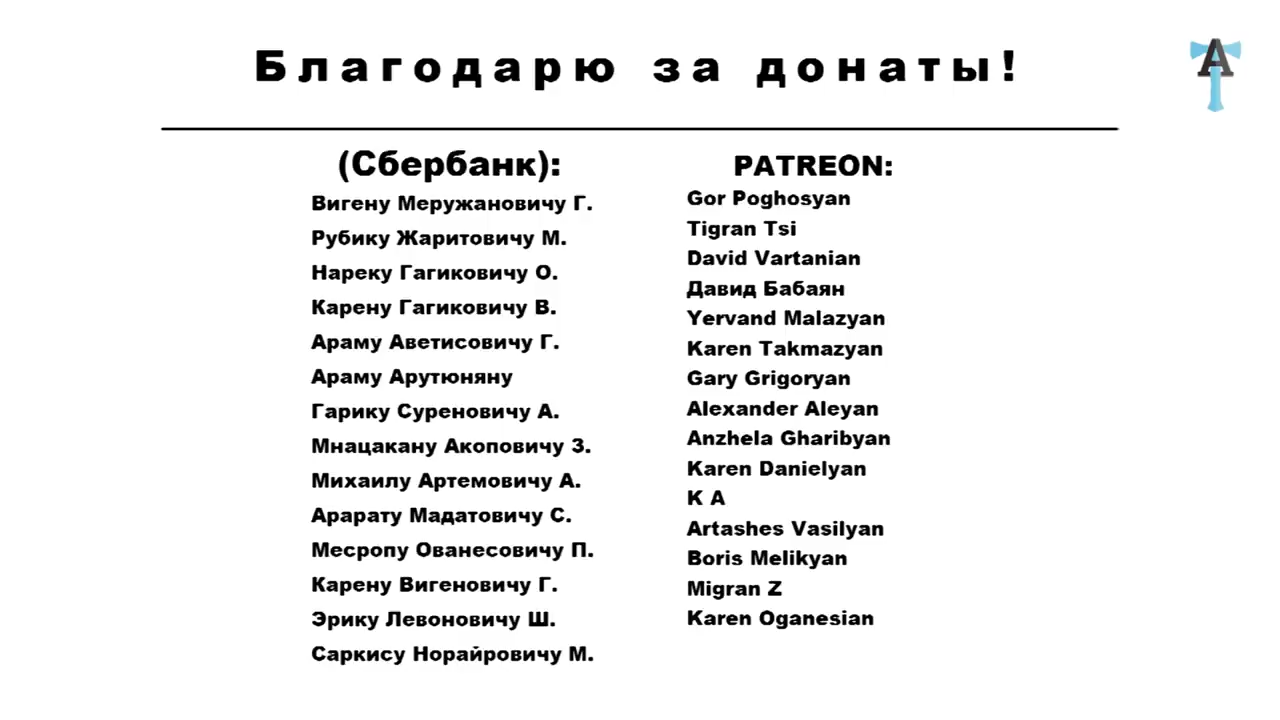 Благодарю за донаты!
(Сбербанк):
Вигену Меружановичу Г.
Рубику Жаритовичу М.
Нареку Гагиковичу О.
Карену Гагиковичу В.
Араму Аветисовичу Г.
Араму Арутюняну
Гарику Суреновичу А.
Мнацакану Акоповичу З.
Михаилу Артемовичу А.
Арарату Мадатовичу С.
Месропу Ованесовичу П.
Карену Вигеновичу Г.
Эрику Левоновичу Ш.
Саркису Норайровичу М.
PATREON:
Gor Poghosyan
Tigran Tsi
David Vartanian
Давид Бабаян
Yervand Malazyan
Karen Takmazyan
Gary Grigoryan
Alexander Aleyan
Anzhela Gharibyan
Karen Danielyan
K A
Artashes Vasilyan
Boris Melikyan
Migran Z
Karen Oganesian
A